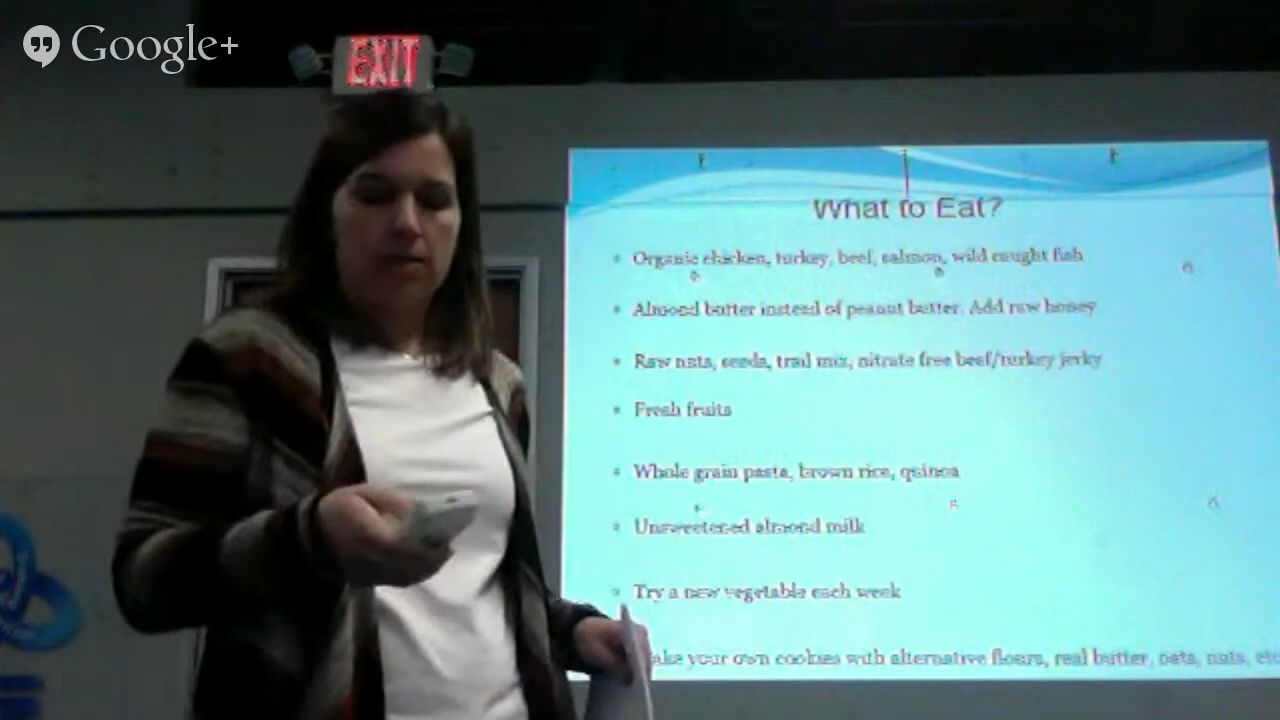 Google+
EXIT
What to Eat?
Organic chicken, turkey, beef, salmon, wild caught fish
Almond butter instead of peanut butter. Add raw honey
Raw nuts, seeds, trail mix, nitrate free beef/turkey jerky
Fresh fruits
Whole grain pasta, brown rice, quinoa
Unsweetened almond milk
Try a new vegetable each week
ake your own cookies with alternative flours, real butter, oats, nuts, etc